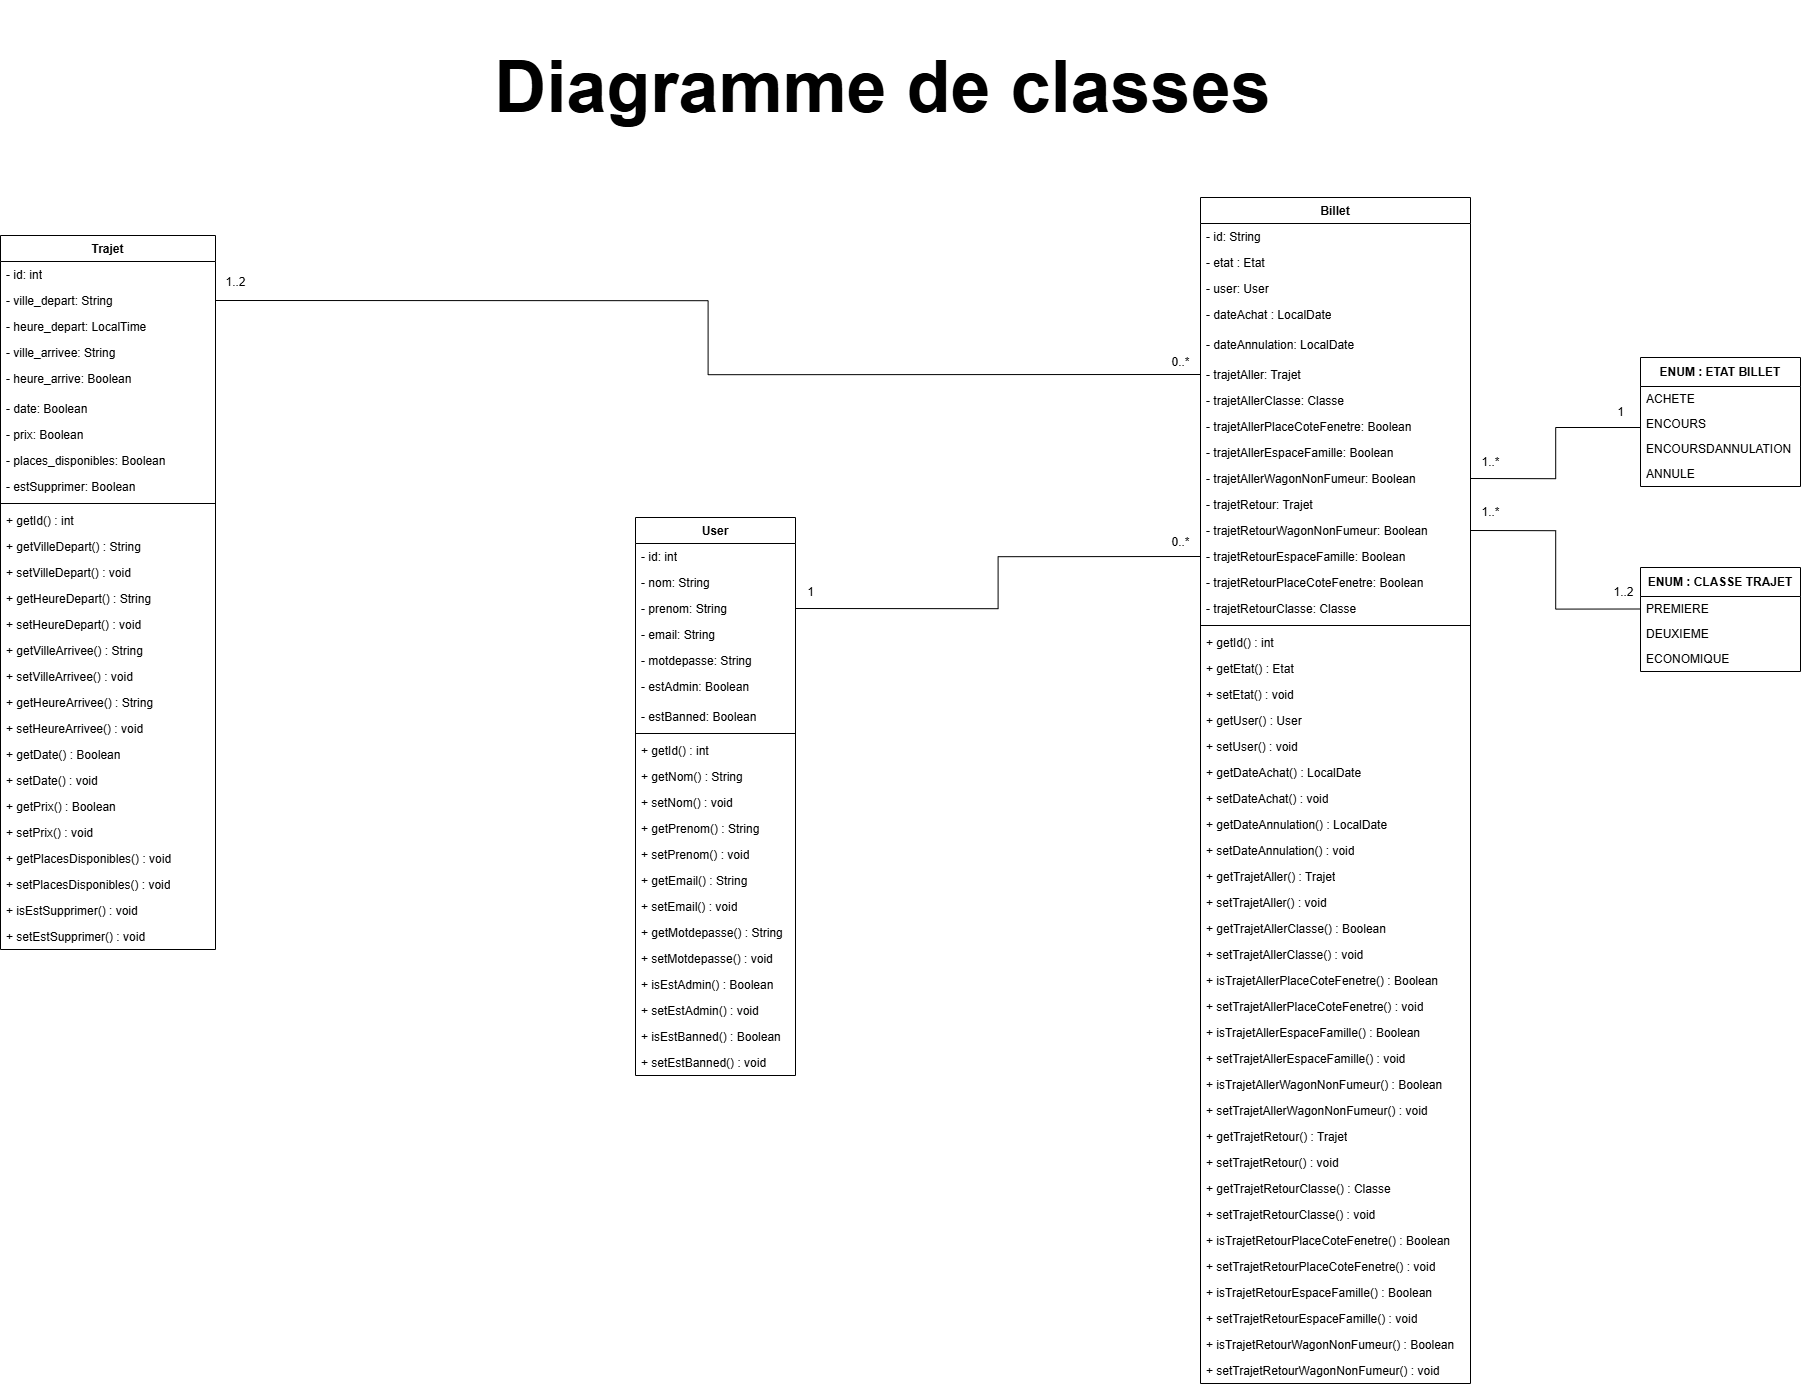 Diagramme de classes
Trajet
- id: int
- ville_depart: String
- heure_depart: LocalTime
- ville_arrivee: String
- heure_arrive: Boolean
- date: Boolean
- prix: Boolean
- places_disponibles: Boolean
- estSupprimer: Boolean
+ getId() : int
+ getVilleDepart() : String
+ setVilleDepart() : void
+ getHeureDepart() : String
+ setHeureDepart() : void
+ getVilleArrivee() : String
+ setVilleArrivee() : void
+ getHeureArrivee() : String
+ setHeureArrivee() : void
+ getDate() : Boolean
+ setDate() : void
+ getPrix() : Boolean
+ setPrix() : void
+ getPlacesDisponibles() : void
+ setPlacesDisponibles() : void
+ isEstSupprimer() : void
+ setEstSupprimer() : void
1..2
0..*
User
- id: int
- nom: String
- prenom: String
- email: String
- motdepasse: String
- estAdmin: Boolean
- estBanned: Boolean
+ getId() : int
+ getNom() : String
+ setNom() : void
+ getPrenom() : String
+ setPrenom() : void
+ getEmail() : String
+ setEmail() : void
+ getMotdepasse() : String
+ setMotdepasse() : void
+ isEstAdmin() : Boolean
+ setEstAdmin() : void
+ isEstBanned() : Boolean
+ setEstBanned() : void
1
0..*
Billet
- id: String
- etat : Etat
- user: User
- dateAchat : LocalDate
- dateAnnulation: LocalDate
- trajetAller: Trajet
- trajetAllerClasse: Classe
- trajetAllerPlaceCoteFenetre: Boolean
- trajetAllerEspaceFamille: Boolean
- trajetAllerWagonNonFumeur: Boolean
- trajetRetour: Trajet
- trajetRetourWagonNonFumeur: Boolean
- trajetRetourEspaceFamille: Boolean
- trajetRetourPlaceCoteFenetre: Boolean
- trajetRetourClasse: Classe
+ getId() : int
+ getEtat() : Etat
+ setEtat() : void
+ getUser() : User
+ setUser() : void
+ getDateAchat() : LocalDate
+ setDateAchat() : void
+ getDateAnnulation() : LocalDate
+ setDateAnnulation() : void
+ getTrajetAller() : Trajet
+ setTrajetAller() : void
+ getTrajetAllerClasse() : Boolean
+ setTrajetAllerClasse() : void
+ isTrajetAllerPlaceCoteFenetre() : Boolean
+ setTrajetAllerPlaceCoteFenetre() : void
+ isTrajetAllerEspaceFamille() : Boolean
+ setTrajetAllerEspaceFamille() : void
+ isTrajetAllerWagonNonFumeur() : Boolean
+ setTrajetAllerWagonNonFumeur() : void
+ getTrajetRetour() : Trajet
+ setTrajetRetour() : void
+ getTrajetRetourClasse() : Classe
+ setTrajetRetourClasse() : void
+ isTrajetRetourPlaceCoteFenetre() : Boolean
+ setTrajetRetourPlaceCoteFenetre() : void
+ isTrajetRetourEspaceFamille() : Boolean
+ setTrajetRetourEspaceFamille() : void
+ isTrajetRetourWagonNonFumeur() : Boolean
+ setTrajetRetourWagonNonFumeur() : void
1..*
1
ENUM : ETAT BILLET
ACHETE
ENCOURS
ENCOURSDANNULATION
ANNULE
1..*
1..2
ENUM : CLASSE TRAJET
PREMIERE
DEUXIEME
ECONOMIQUE